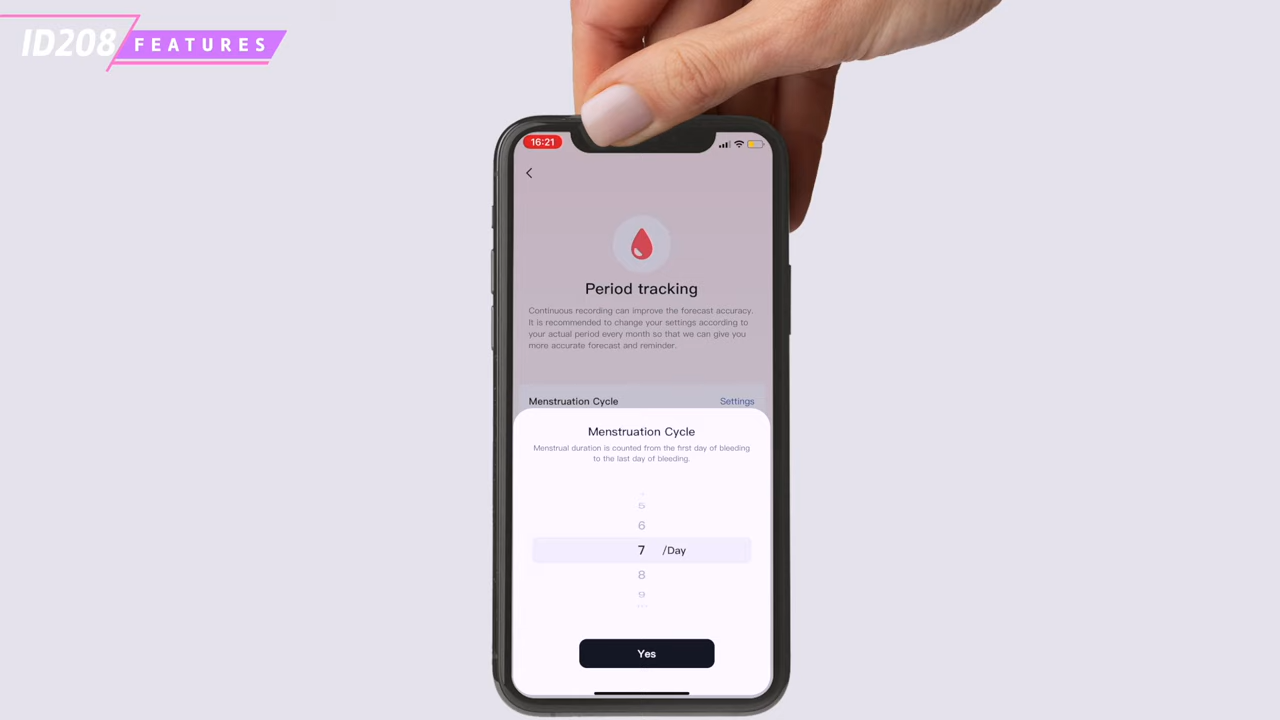 ID208 FEATURES
16:21
Period tracking
Continuous recording can improve the forecast accuracy.
It is recommended to change your settings according to
your actual period every month so that we can give you
more accurate forecast and reminder.
Menstruation Cycle Settings
Menstruation Cycle
Menstrual duration is counted from the first day of bleeding
to the last day of bleeding.
5
6
7 /Day
8
9
Yes